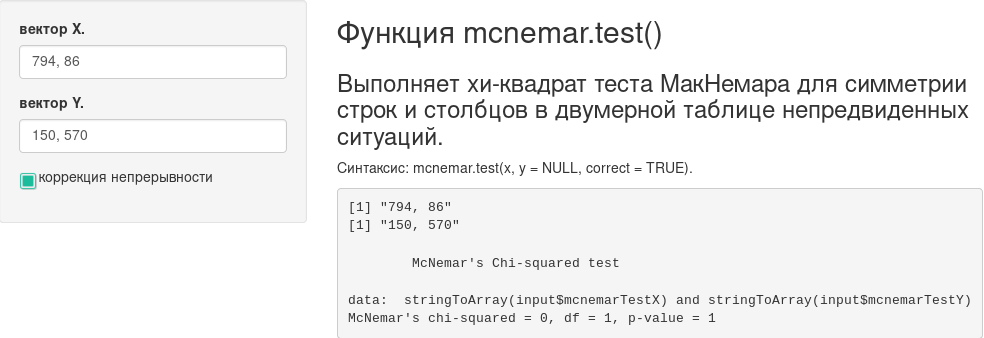 вектор X.
794, 86
вектор Y.
150, 570
коррекция непрерывности
Функция mcnemar.test()
Выполняет хи-квадрат теста МакНемара для симметрии
строк и столбцов в двумерной таблице непредвиденных
ситуаций.
Синтаксис: mcnemar.test(x, y = NULL, correct = TRUE).
[1] "794, 86"
[1] "150, 570"
McNemar's Chi-squared test
data:  stringToArray(input$mcnemarTestX) and stringToArray(input$mcnemarTestY)
McNemar's chi-squared = 0, df = 1, p-value = 1